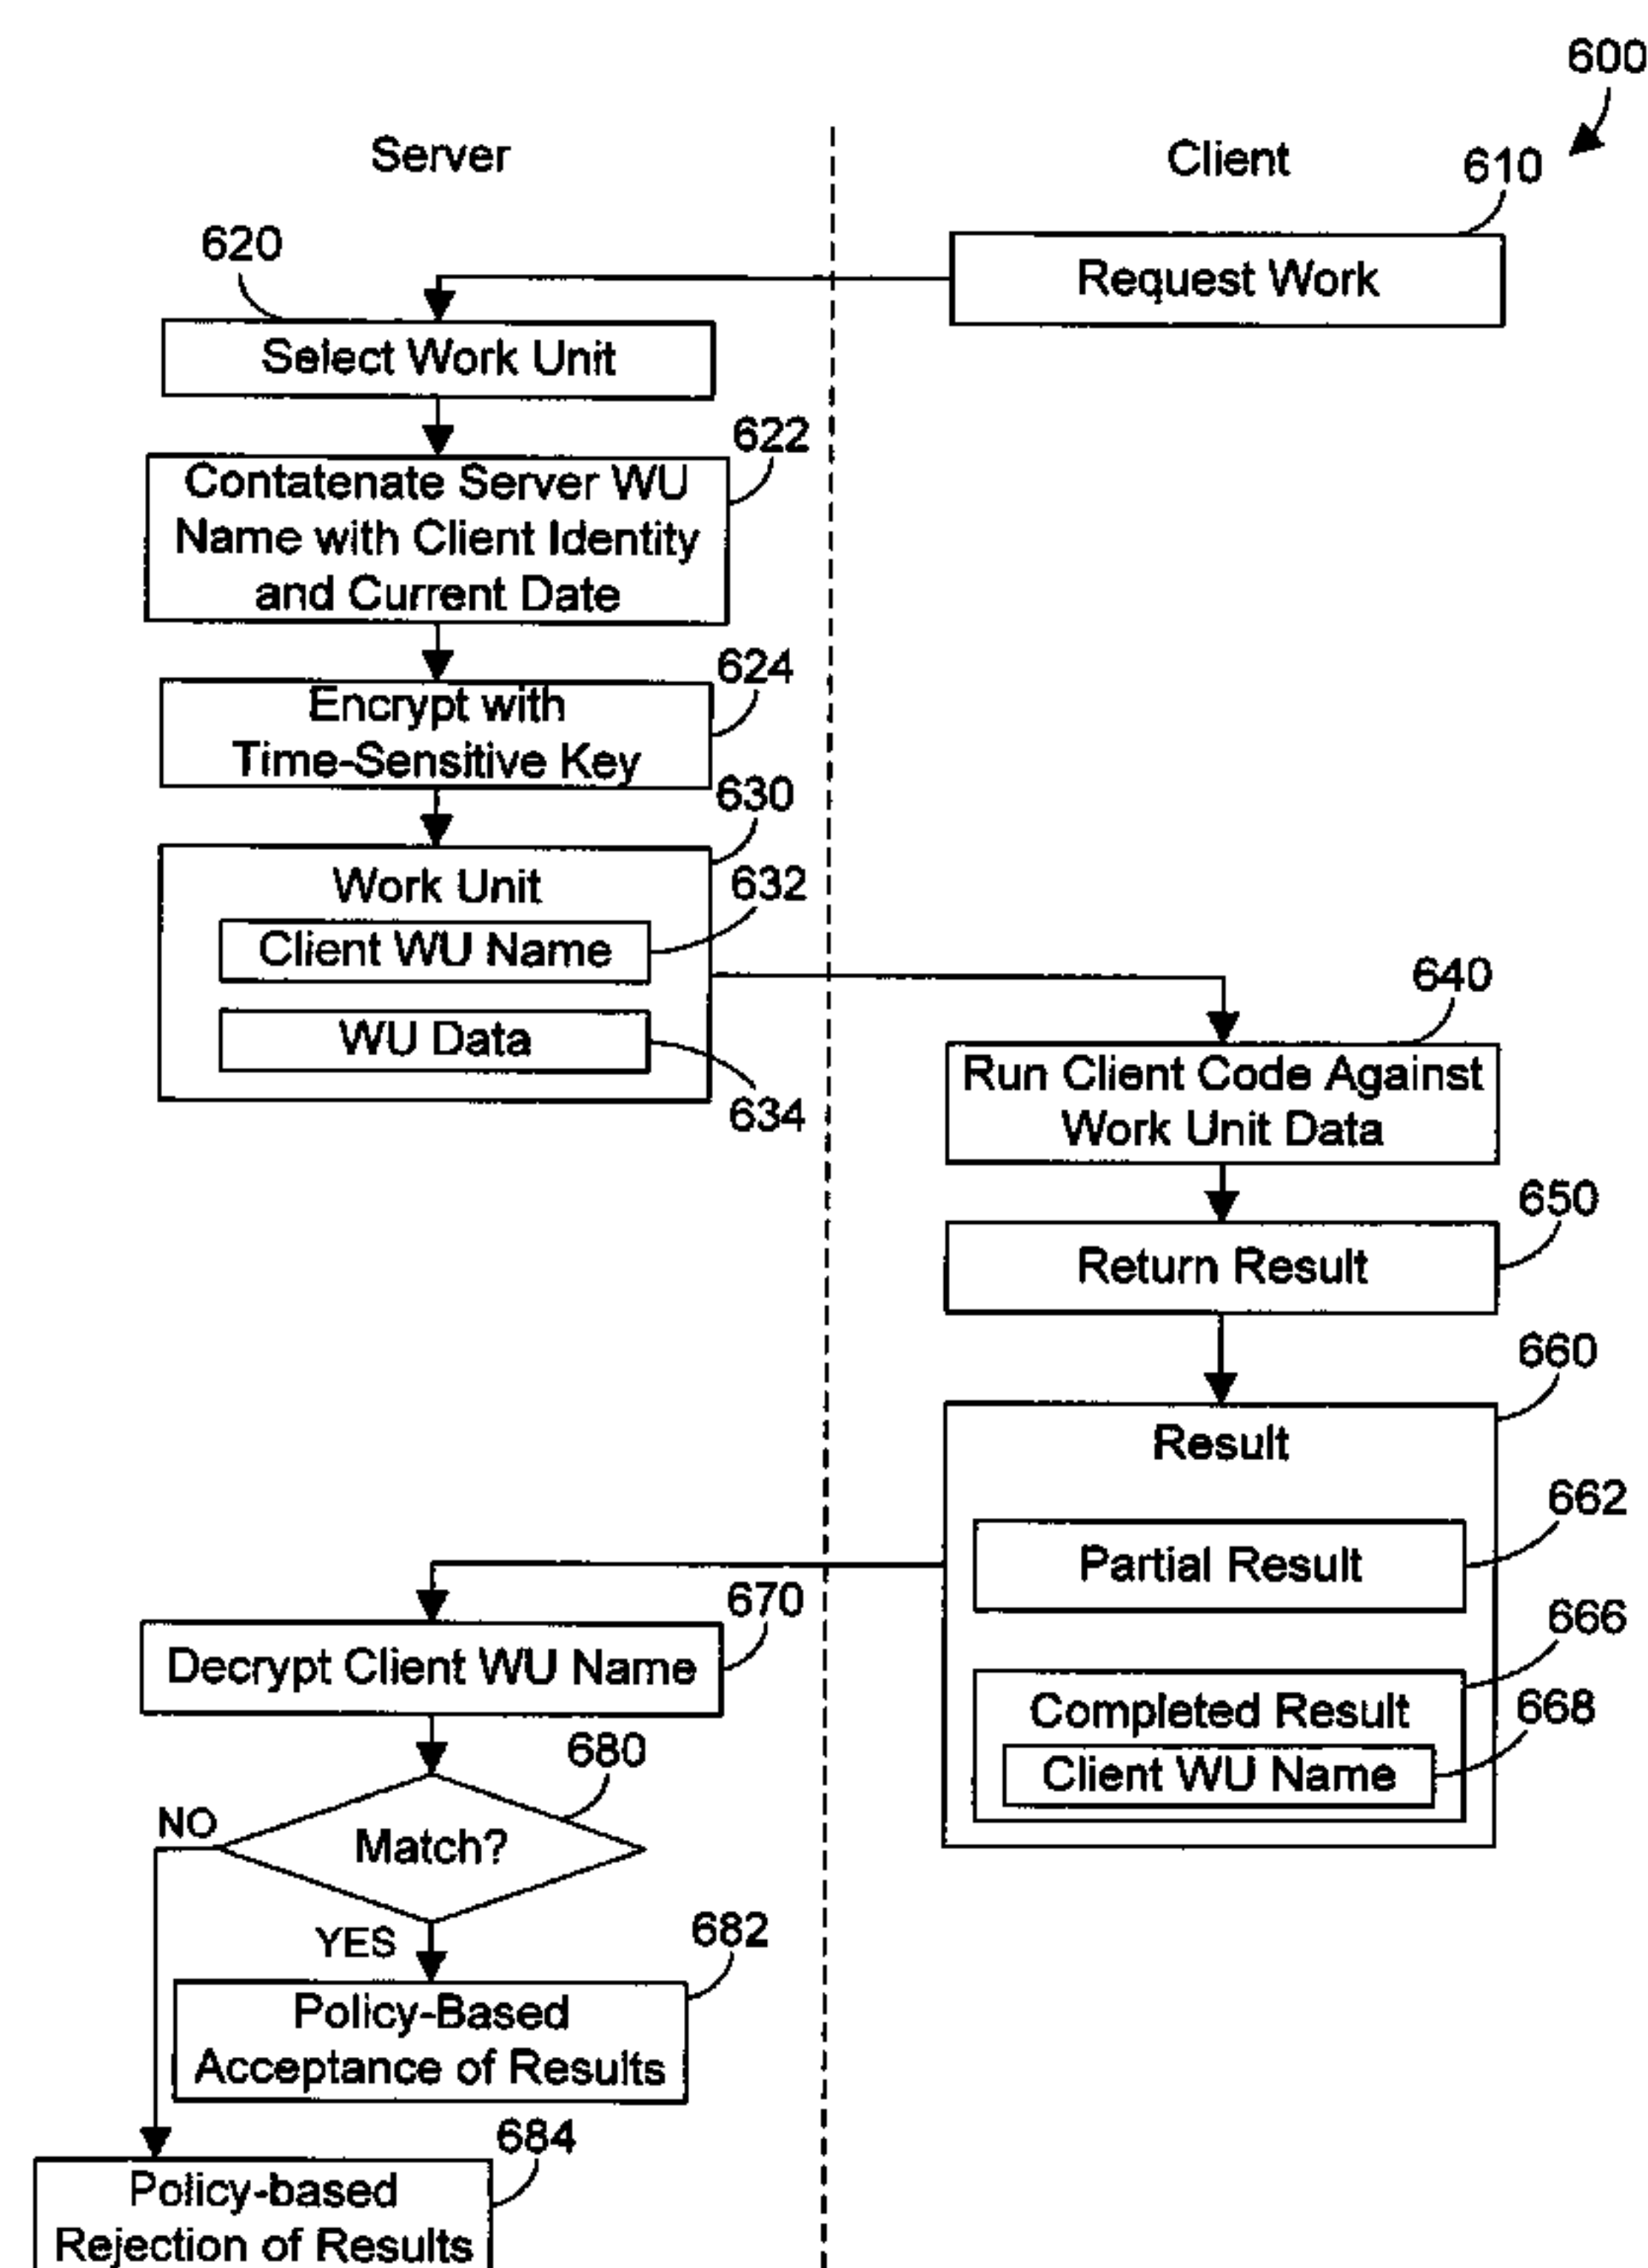 600
Server
Client
610
Request Work
620
Select Work Unit
622
Contatenate Server WU
Name with Client Identity
and Current Date
624
Encrypt with
Time-Sensitive Key
630
Work Unit
632
Client WU Name
WU Data
634
640
Run Client Code Against
Work Unit Data
650
Return Result
660
Result
662
Partial Result
666
Completed Result
668
Client WU Name
670
Decrypt Client WU Name
680
Match?
NO
YES
682
Policy-Based
Acceptance of Results
684
Policy-based
Rejection of Results